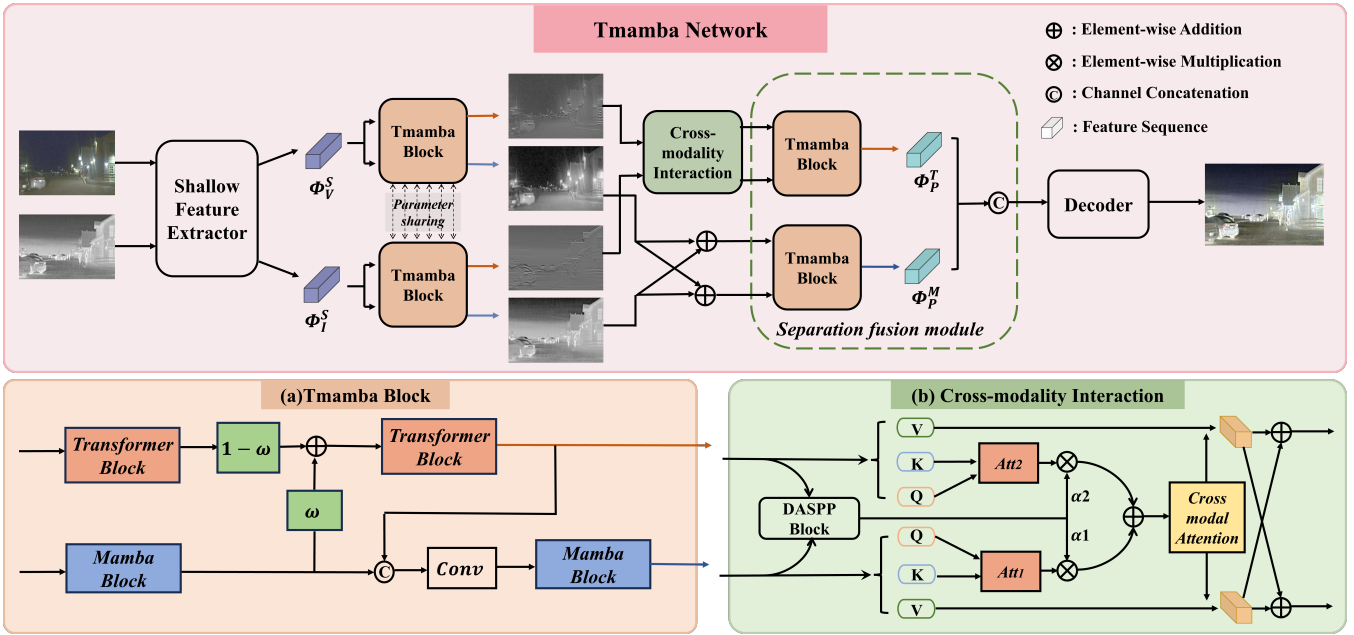 Tmamba Network
⊕ : Element-wise Addition
⊗ : Element-wise Multiplication
© : Channel Concatenation
: Feature Sequence
Shallow
Feature
Extractor
Φ_V^S
Φ_I^S
Tmamba
Block
Parameter
sharing
Tmamba
Block
Cross-
modality
Interaction
Tmamba
Block
Φ_P^T
Tmamba
Block
Φ_P^M
Separation fusion module
C
Decoder
(a)Tmamba Block
Transformer
Block
1 − ω
Transformer
Block
ω
Mamba
Block
C
Conv
Mamba
Block
(b) Cross-modality Interaction
V
K
Q
Att2
DASPP
Block
α2
α1
Q
K
V
Att1
Cross
modal
Attention